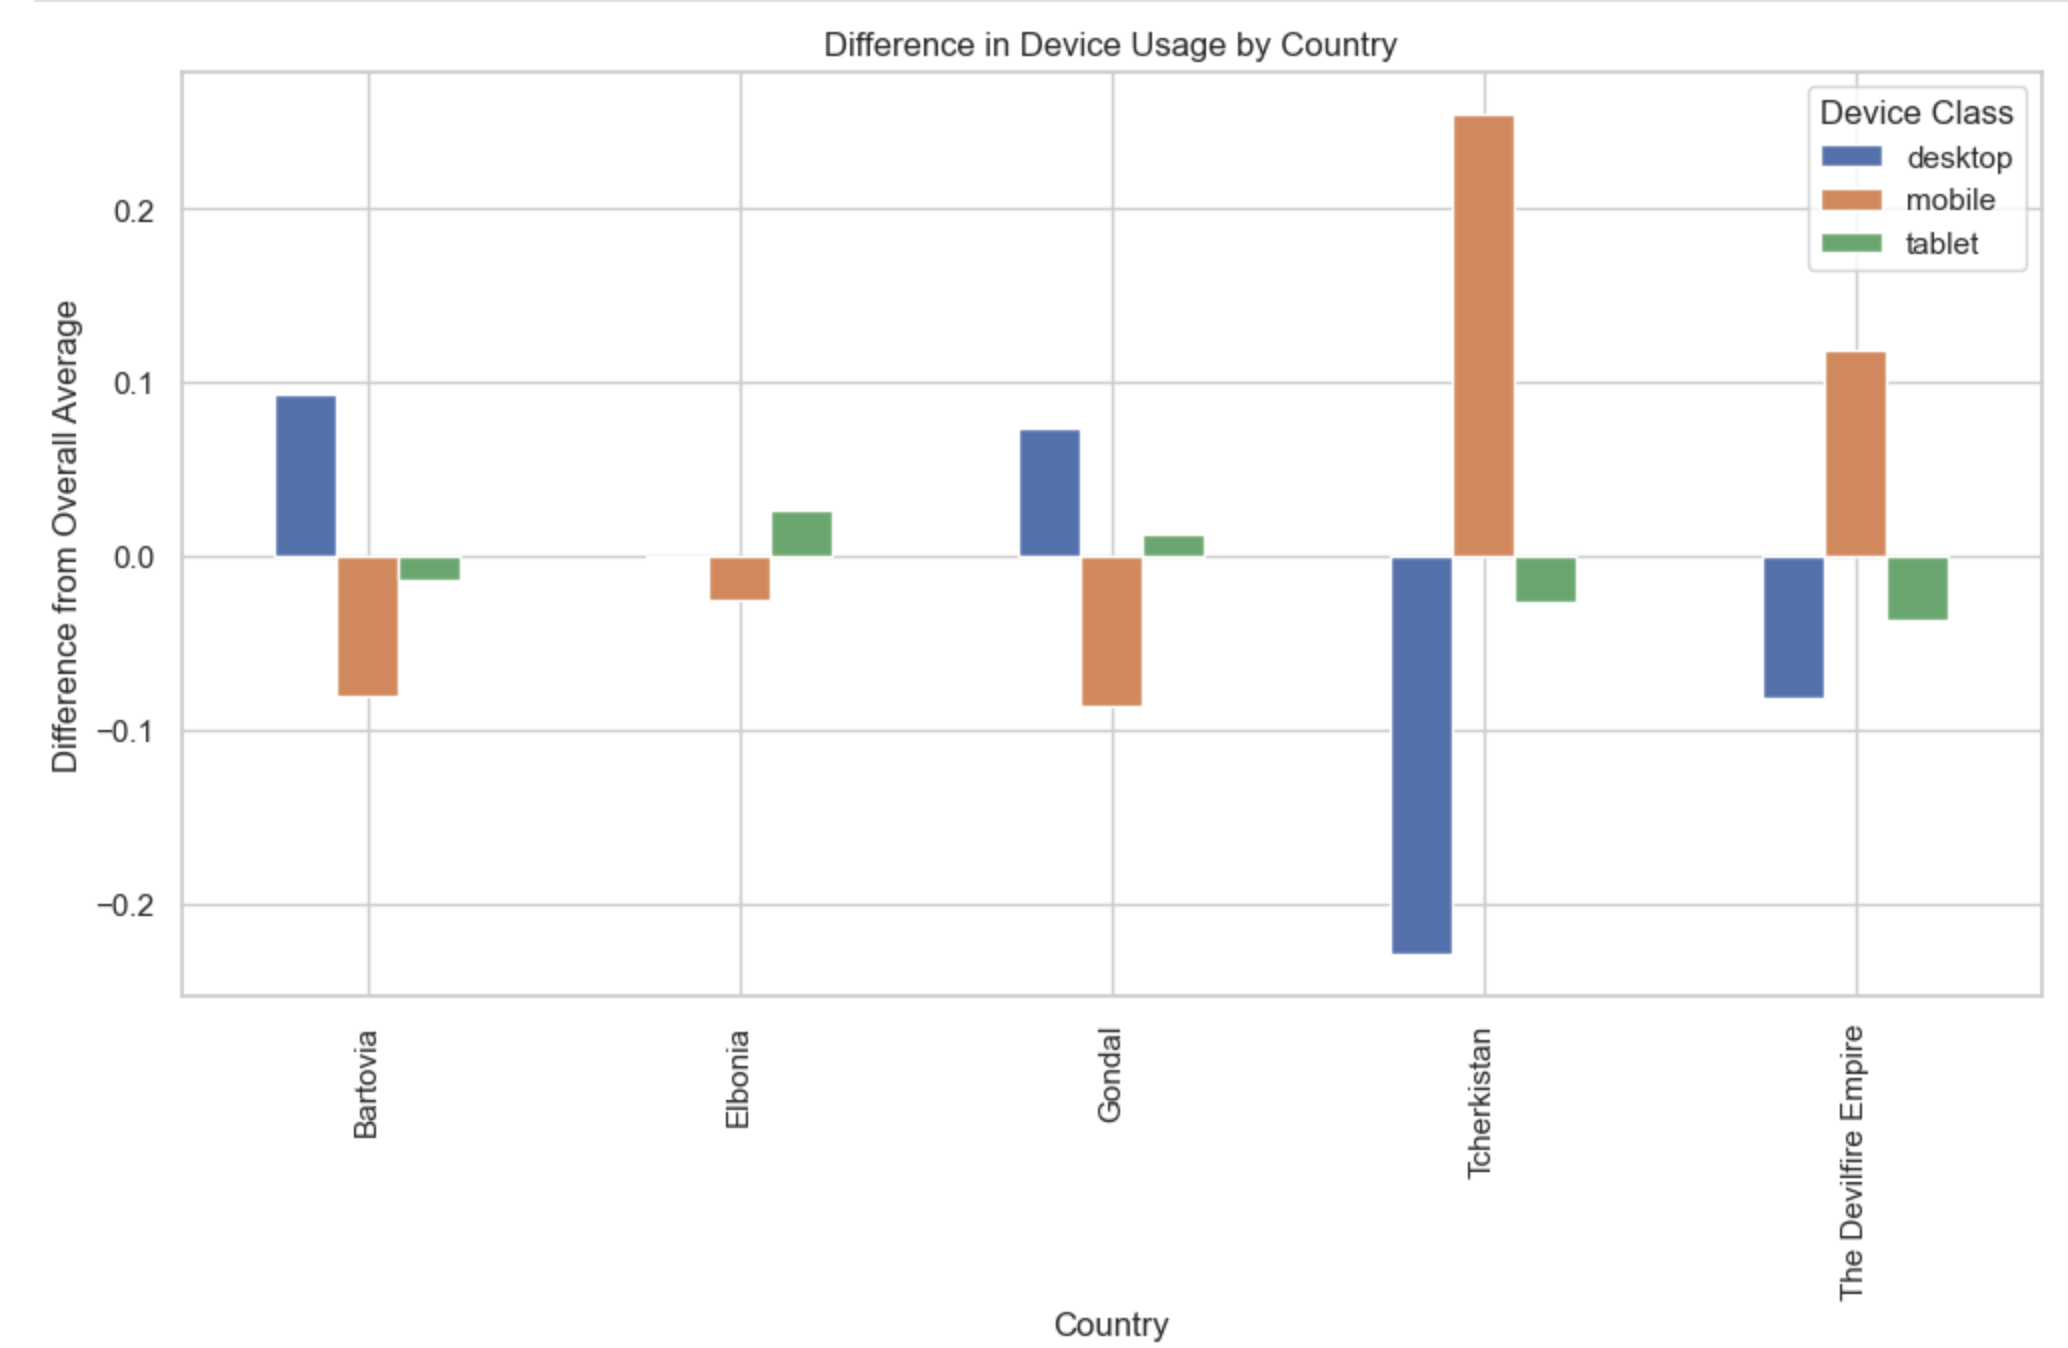 Difference in Device Usage by Country
Device Class
desktop
mobile
tablet
Difference from Overall Average
0.2
0.1
0.0
−0.1
−0.2
Bartovia
Elbonia
Gondal
Tcherkistan
The Devilfire Empire
Country